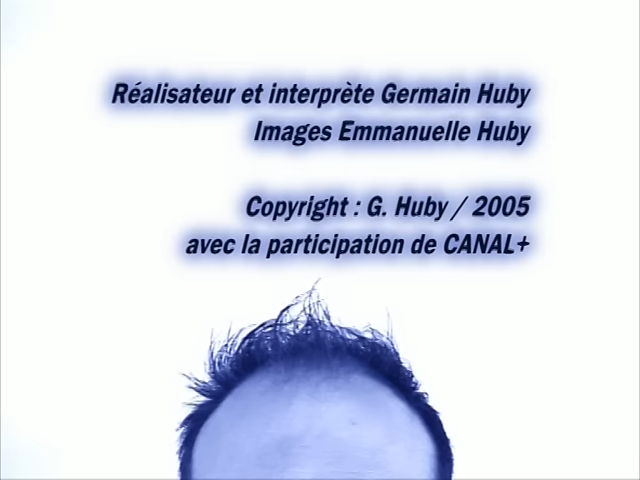 Réalisateur et interprète Germain Huby
Images Emmanuelle Huby
Copyright : G. Huby / 2005
avec la participation de CANAL+